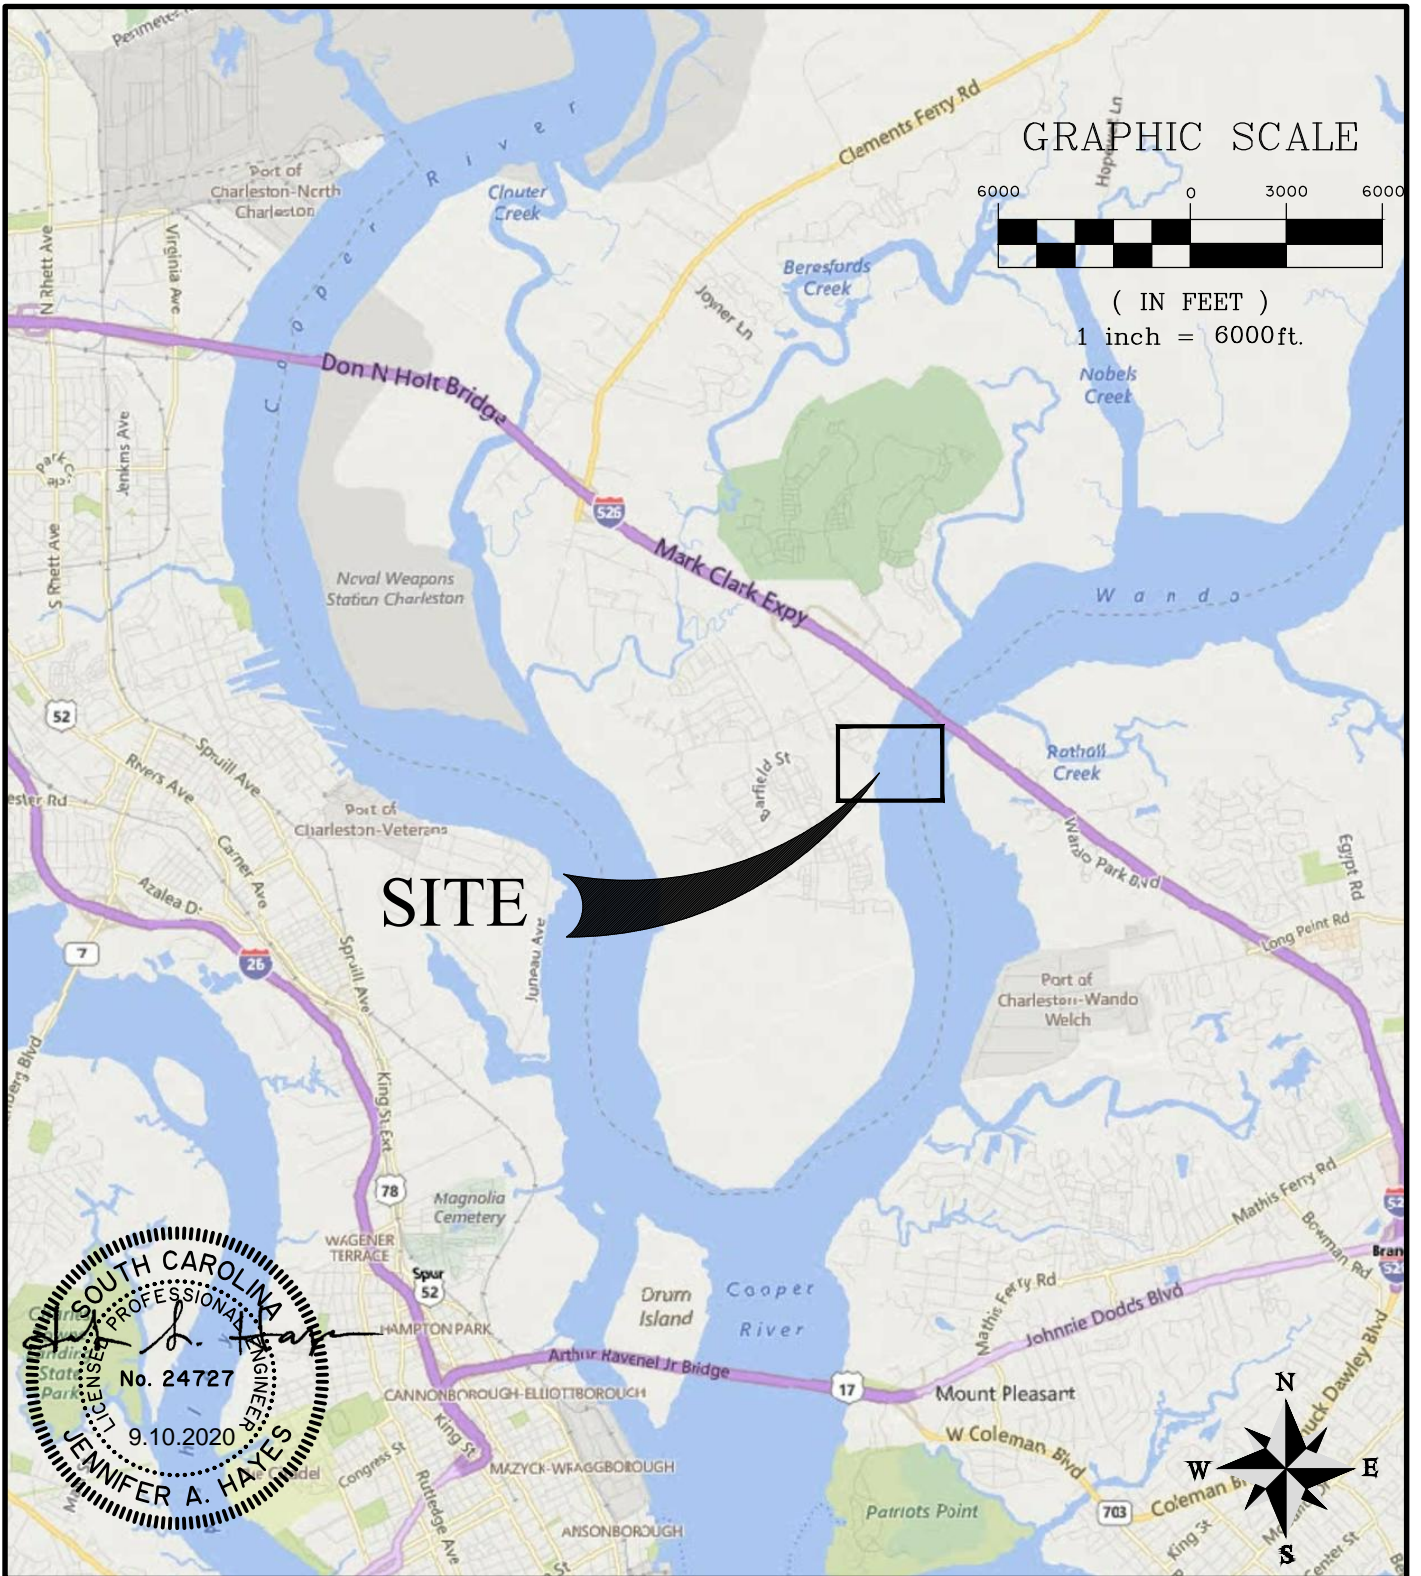 Clements Ferry Rd
GRAPHIC SCALE
6000 0 3000 6000
( IN FEET )
1 inch = 6000ft.
Port of
Charleston-North
Charleston
Clouter
Creek
Cooper River
N Rhett Ave
Virginia Ave
Beresfords
Creek
Joyner Ln
Don N Holt Bridge
Nobels
Creek
Jenkins Ave
526
Mark Clark Expy
S Rhett Ave
Naval Weapons
Station Charleston
Wando
52
Spruill Ave
Rivers Ave
Rathall
Creek
Port of
Charleston-Veterans
Wando Park Blvd
Egypt Rd
Carner Ave
SITE
Long Point Rd
7
26
Spruill Ave
Juneau Ave
Port of
Charleston-Wando
Welch
King St Ext
78
Magnolia
Cemetery
Mathis Ferry Rd
Bowman Rd
WAGENER
TERRACE
Spur
52
Drum
Island
Cooper
River
Mathis Ferry Rd
Johnnie Dodds Blvd
HAMPTON PARK
Arthur Ravenel Jr Bridge
17
Mount Pleasant
CANNONBOROUGH-ELLIOTTBOROUGH
W Coleman Blvd
King St
Congress St
Rutledge Ave
MAZYCK-WRAGGBOROUGH
ANSONBOROUGH
Patriots Point
703
King St
SOUTH CAROLINA
LICENSED PROFESSIONAL ENGINEER
No. 24727
9.10.2020
JENNIFER A. HAYES
N
W E
S